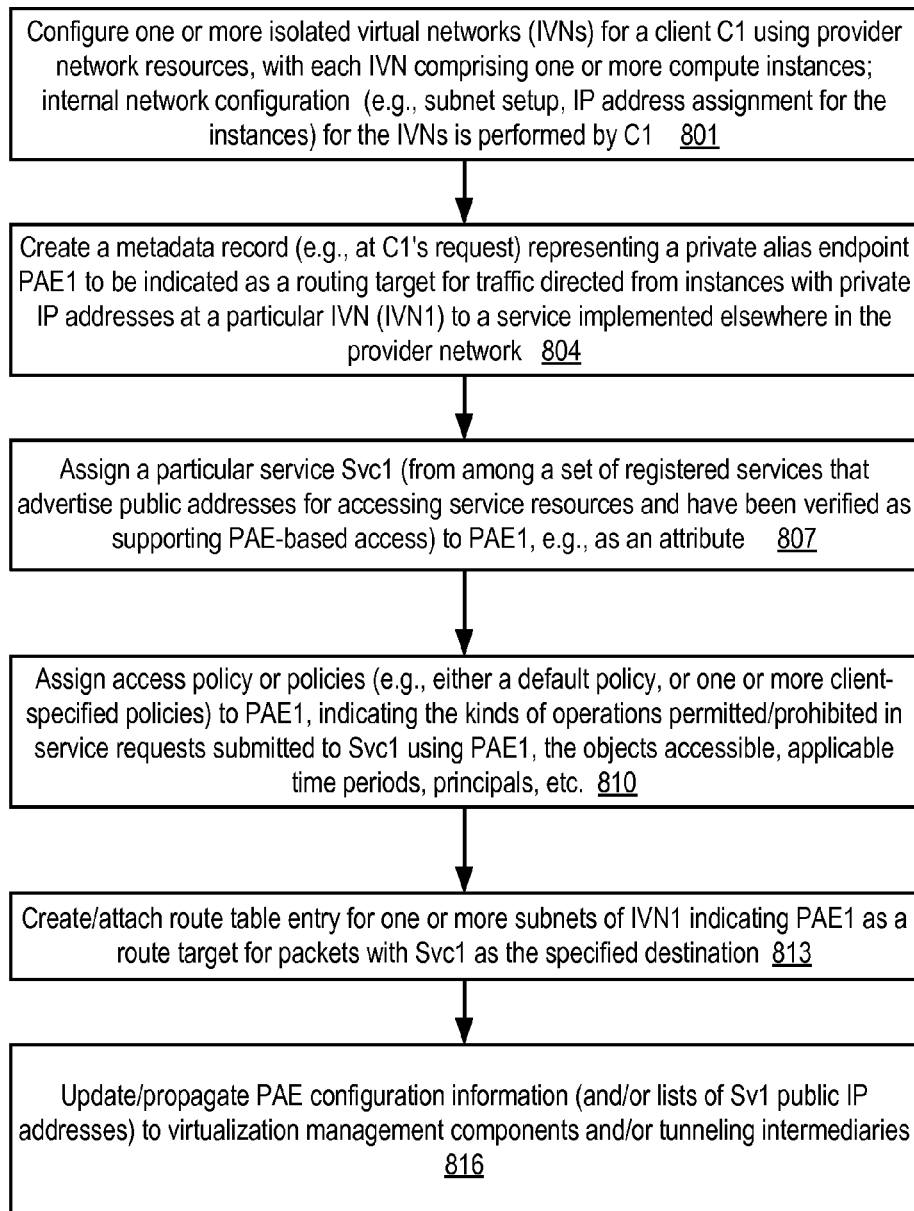 Configure one or more isolated virtual networks (IVNs) for a client C1 using provider
network resources, with each IVN comprising one or more compute instances;
internal network configuration (e.g., subnet setup, IP address assignment for the
instances) for the IVNs is performed by C1 801
Create a metadata record (e.g., at C1's request) representing a private alias endpoint
PAE1 to be indicated as a routing target for traffic directed from instances with private
IP addresses at a particular IVN (IVN1) to a service implemented elsewhere in the
provider network 804
Assign a particular service Svc1 (from among a set of registered services that
advertise public addresses for accessing service resources and have been verified as
supporting PAE-based access) to PAE1, e.g., as an attribute 807
Assign access policy or policies (e.g., either a default policy, or one or more client-
specified policies) to PAE1, indicating the kinds of operations permitted/prohibited in
service requests submitted to Svc1 using PAE1, the objects accessible, applicable
time periods, principals, etc. 810
Create/attach route table entry for one or more subnets of IVN1 indicating PAE1 as a
route target for packets with Svc1 as the specified destination 813
Update/propagate PAE configuration information (and/or lists of Sv1 public IP
addresses) to virtualization management components and/or tunneling intermediaries
816